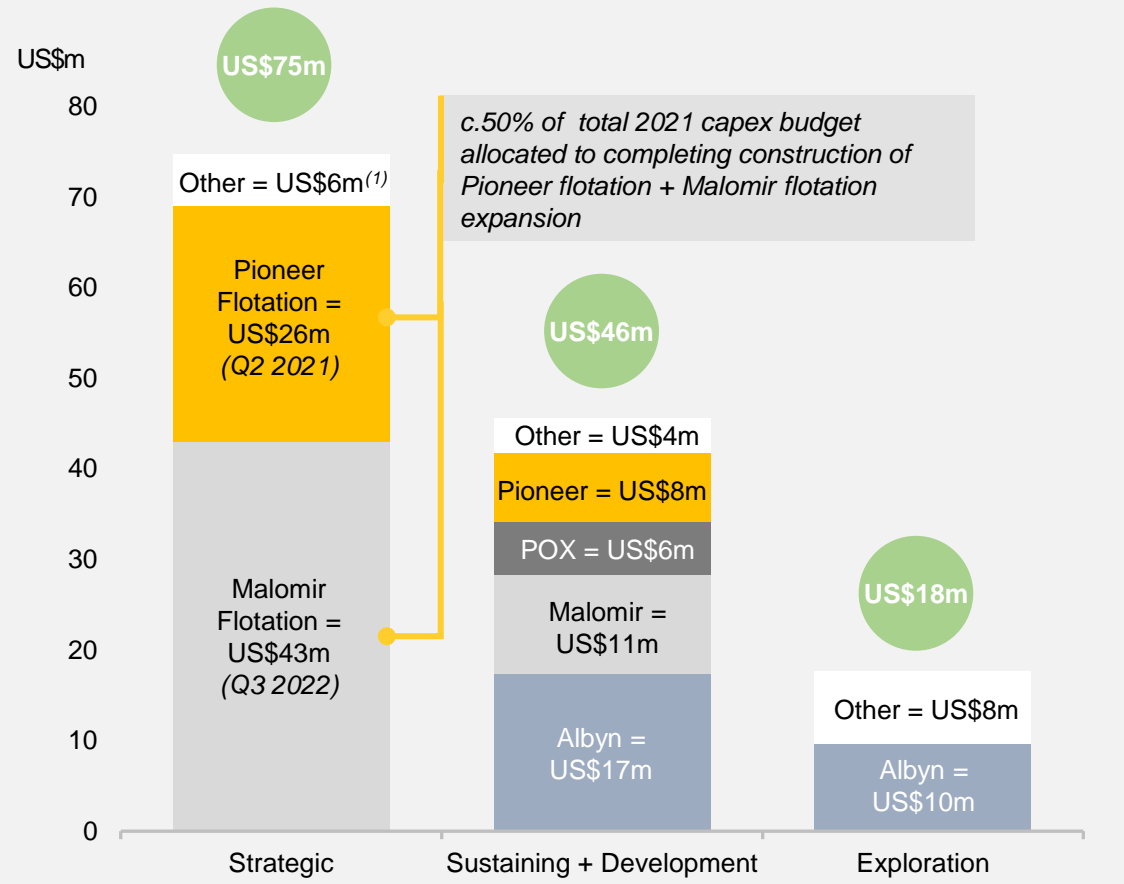 US$m
80
70
60
50
40
30
20
10
0
US$75m
Other = US$6m(1)
Pioneer
Flotation =
US$26m
(Q2 2021)
Malomir
Flotation =
US$43m
(Q3 2022)
c.50% of total 2021 capex budget
allocated to completing construction of
Pioneer flotation + Malomir flotation
expansion
US$46m
Other = US$4m
Pioneer = US$8m
POX = US$6m
Malomir =
US$11m
Albyn =
US$17m
US$18m
Other = US$8m
Albyn =
US$10m
Strategic
Sustaining + Development
Exploration